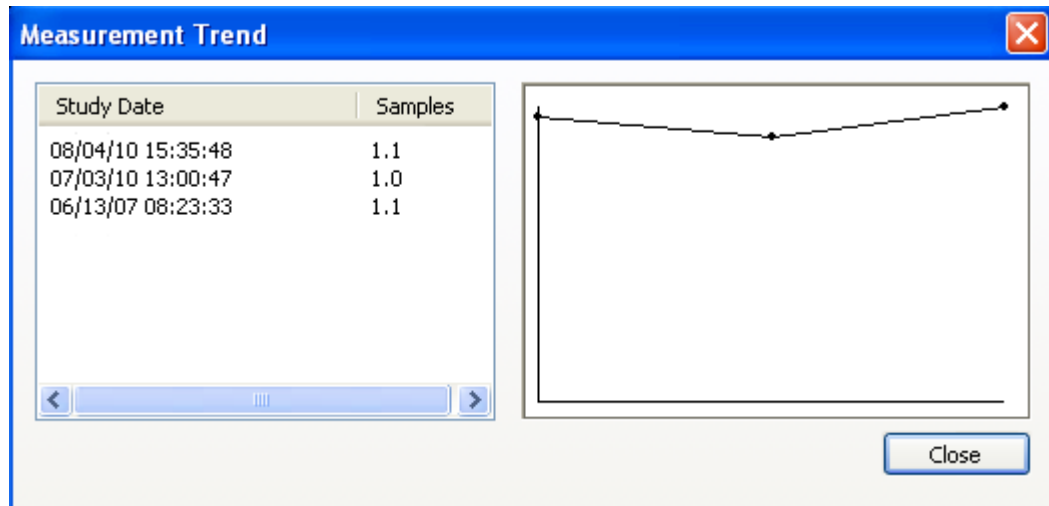 Measurement Trend
Study Date Samples
08/04/10 15:35:48 1.1
07/03/10 13:00:47 1.0
06/13/07 08:23:33 1.1
Close